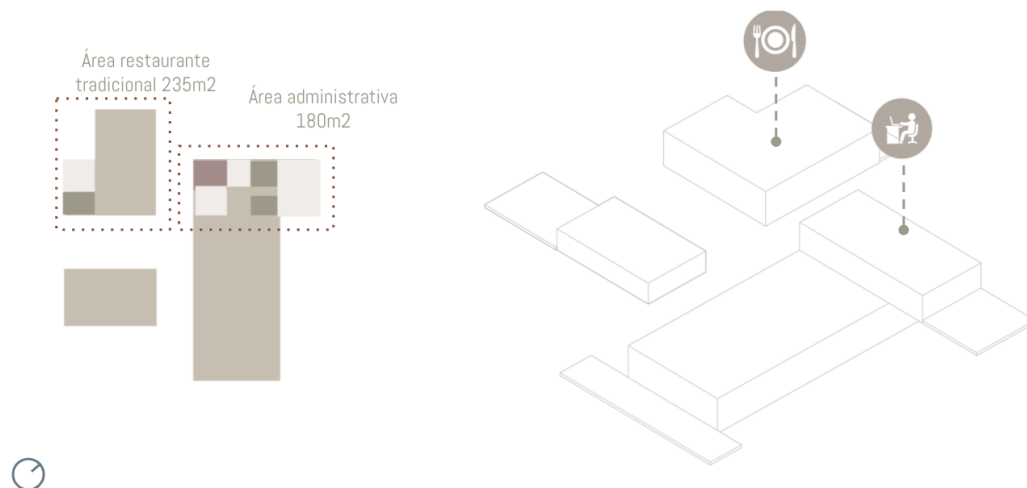 Área restaurante
tradicional 235m2
Área administrativa
180m2